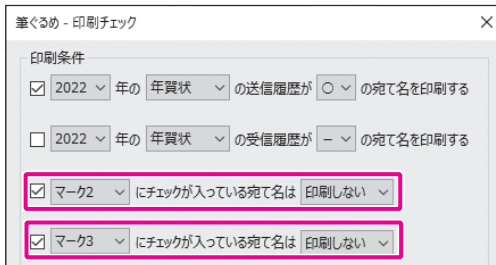 筆ぐるめ - 印刷チェック
印刷条件
2022 年の 年賀状 の送信履歴が ○ の宛て名を印刷する
2022 年の 年賀状 の受信履歴が − の宛て名を印刷する
マーク2 にチェックが入っている宛て名は 印刷しない
マーク3 にチェックが入っている宛て名は 印刷しない